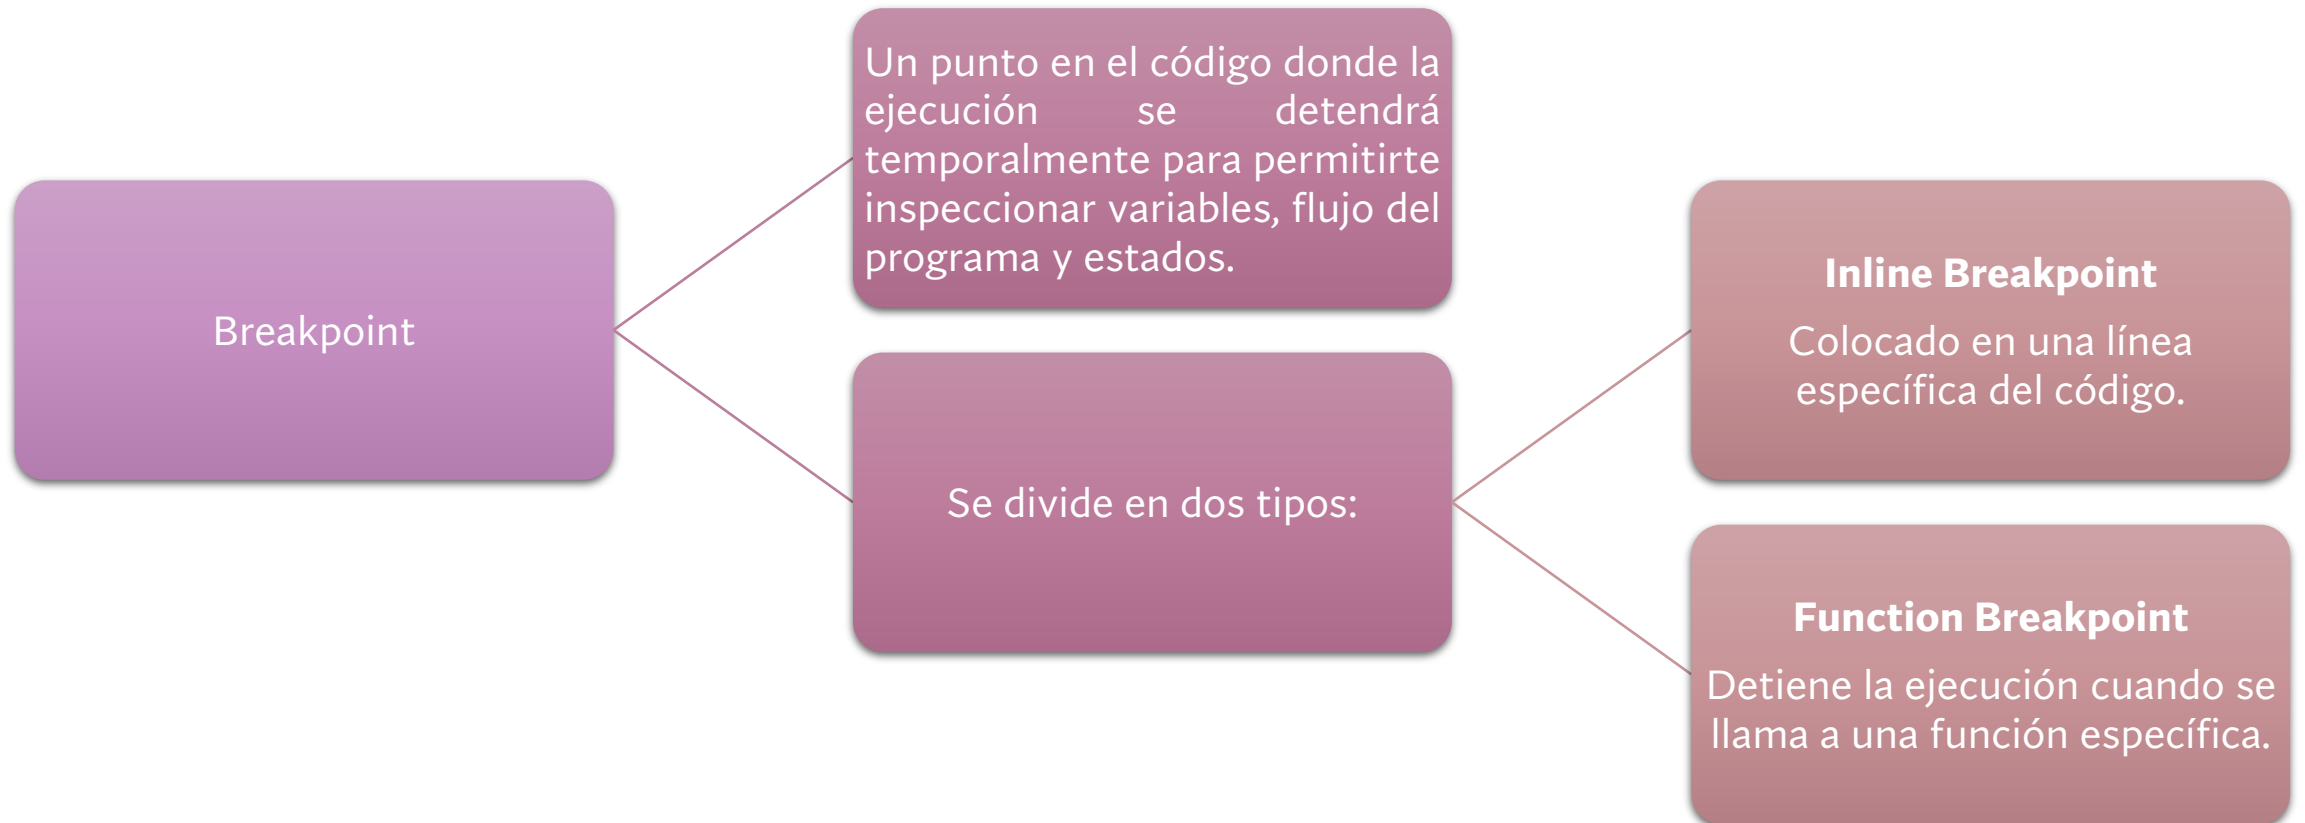 Breakpoint
Un punto en el código donde la
ejecución se detendrá
temporalmente para permitirte
inspeccionar variables, flujo del
programa y estados.
Se divide en dos tipos:
Inline Breakpoint
Colocado en una línea
específica del código.
Function Breakpoint
Detiene la ejecución cuando se
llama a una función específica.